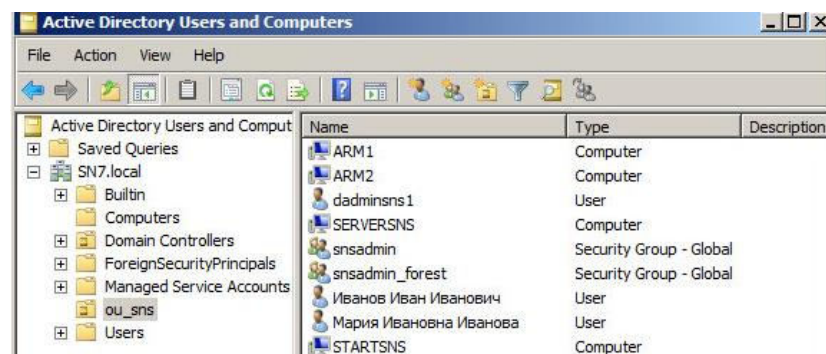 Active Directory Users and Computers
File Action View Help
Active Directory Users and Comput
Saved Queries
SN7.local
Builtin
Computers
Domain Controllers
ForeignSecurityPrincipals
Managed Service Accounts
ou_sns
Users
Name Type Description
ARM1 Computer
ARM2 Computer
dadminsns1 User
SERVERSNS Computer
snsadmin Security Group - Global
snsadmin_forest Security Group - Global
Иванов Иван Иванович User
Мария Ивановна Иванова User
STARTSNS Computer